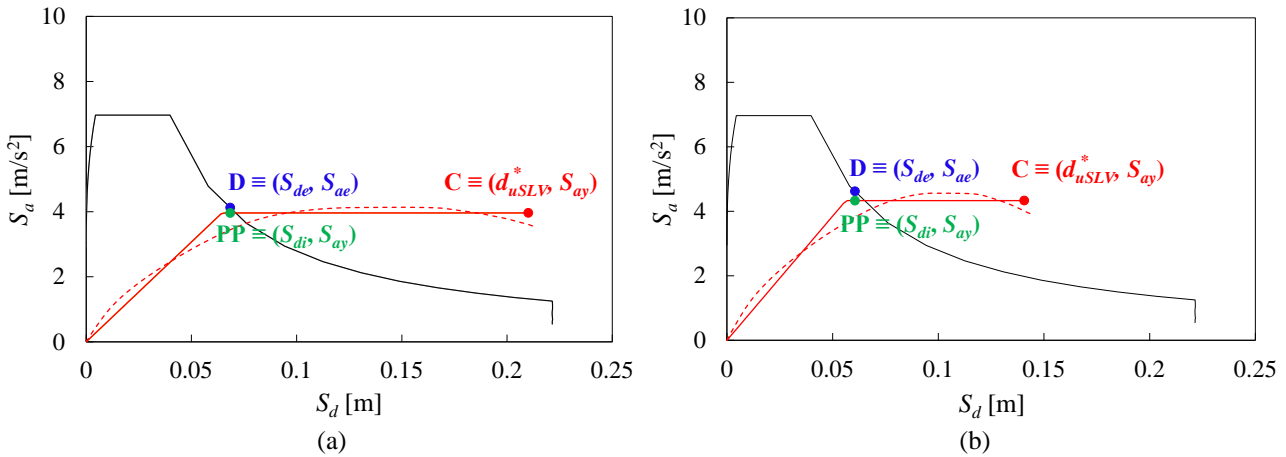 10
8
6
4
2
0
S_a [m/s²]
D ≡ (S_de, S_ae)
C ≡ (d*_uSLV, S_ay)
PP ≡ (S_di, S_ay)
0 0.05 0.1 0.15 0.2 0.25
S_d [m]
(a)
10
8
6
4
2
0
S_a [m/s²]
D ≡ (S_de, S_ae)
C ≡ (d*_uSLV, S_ay)
PP ≡ (S_di, S_ay)
0 0.05 0.1 0.15 0.2 0.25
S_d [m]
(b)